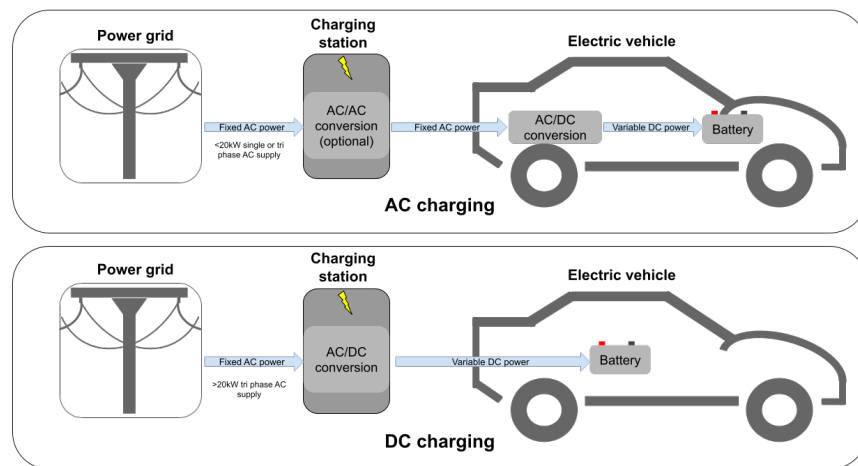 Power grid
Charging
station
Electric vehicle
Fixed AC power
<20kW single or tri
phase AC supply
AC/AC
conversion
(optional)
Fixed AC power
AC/DC
conversion
Variable DC power
Battery
AC charging
Power grid
Charging
station
Electric vehicle
Fixed AC power
>20kW tri phase AC
supply
AC/DC
conversion
Variable DC power
Battery
DC charging